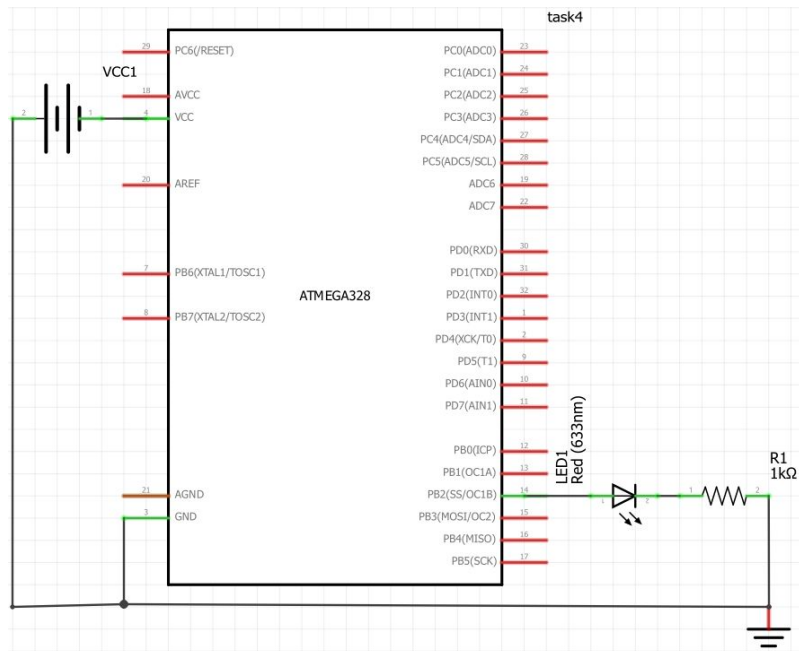 task4
29
PC6(/RESET)
PC0(ADC0)
23
VCC1
PC1(ADC1)
24
18
AVCC
PC2(ADC2)
25
2
1
4
VCC
PC3(ADC3)
26
PC4(ADC4/SDA)
27
PC5(ADC5/SCL)
28
20
AREF
ADC6
19
ADC7
22
PD0(RXD)
30
7
PB6(XTAL1/TOSC1)
PD1(TXD)
31
ATMEGA328
PD2(INT0)
32
8
PB7(XTAL2/TOSC2)
PD3(INT1)
1
PD4(XCK/T0)
2
PD5(T1)
9
PD6(AIN0)
10
PD7(AIN1)
11
LED1
Red (633nm)
PB0(ICP)
12
PB1(OC1A)
13
R1
1kΩ
21
AGND
PB2(SS/OC1B)
14
1
2
1
2
3
GND
PB3(MOSI/OC2)
15
PB4(MISO)
16
PB5(SCK)
17